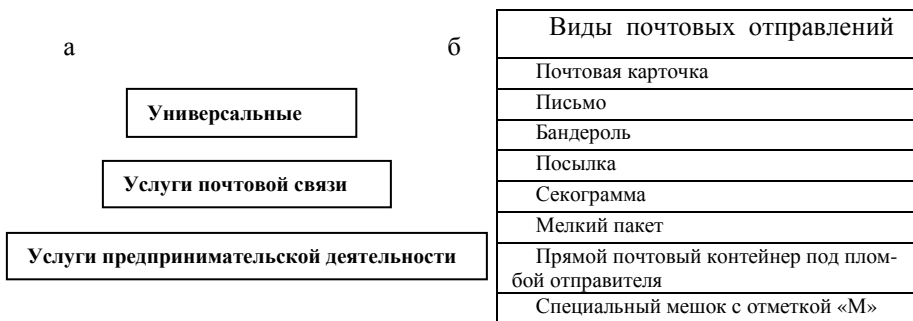 а
б
Универсальные
Услуги почтовой связи
Услуги предпринимательской деятельности
Виды почтовых отправлений
Почтовая карточка
Письмо
Бандероль
Посылка
Секограмма
Мелкий пакет
Прямой почтовый контейнер под плом-
бой отправителя
Специальный мешок с отметкой «М»